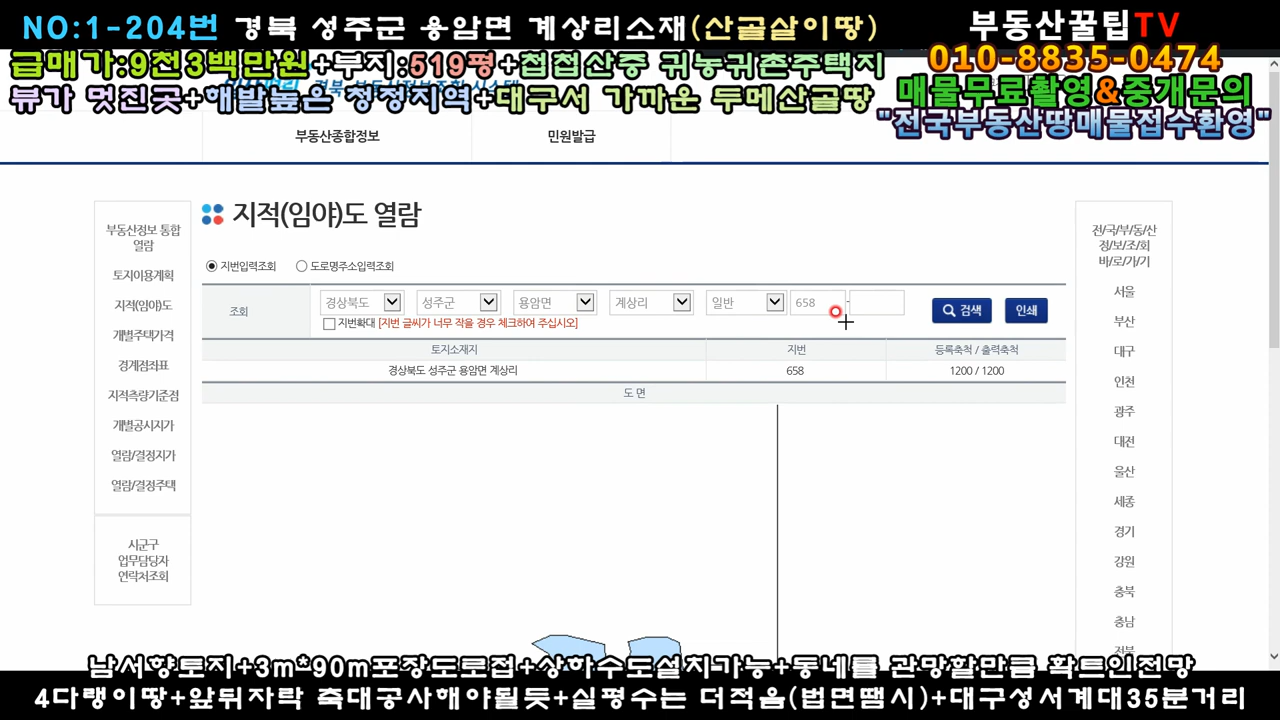 NO:1-204번 경북 성주군 용암면 계상리소재(산골살이땅)
부동산꿀팁TV
급매가:9천3백만원+부지:519평+첩첩산중 귀농귀촌주택지
010-8835-0474
뷰가 멋진곳+해발높은 청정지역+대구서 가까운 두메산골땅
매물무료촬영&중개문의
"전국부동산땅매물접수환영"
부동산종합정보
민원발급
부동산정보 통합
열람
토지이용계획
지적(임야)도
개별주택가격
경계점좌표
지적측량기준점
개별공시지가
열람/결정지가
열람/결정주택
시군구
업무담당자
연락처조회
지적(임야)도 열람
지번입력조회 도로명주소입력조회
조회 경상북도 성주군 용암면 계상리 일반 658 - 검색 인쇄
지번확대 [지번 글씨가 너무 작을 경우 체크하여 주십시오]
토지소재지 지번 등록축척 / 출력축척
경상북도 성주군 용암면 계상리 658 1200 / 1200
도 면
전/국/부/동/산
정/보/조/회
바/로/가/기
서울
부산
대구
인천
광주
대전
울산
세종
경기
강원
충북
충남
남서향토지+3m*90m포장도로접+상하수도설치가능+동네를 관망할만큼 확트인전망
4다랭이땅+앞뒤자락 축대공사해야될듯+실평수는 더적음(법면땜시)+대구성서계대35분거리